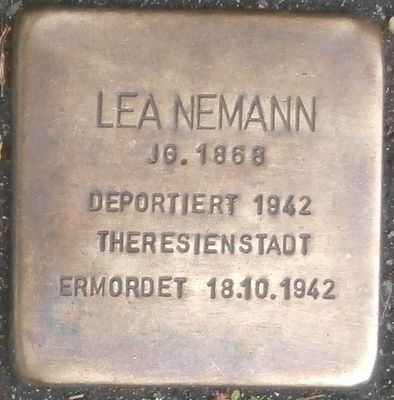 LEA NEMANN
JG. 1868
DEPORTIERT 1942
THERESIENSTADT
ERMORDET 18.10.1942